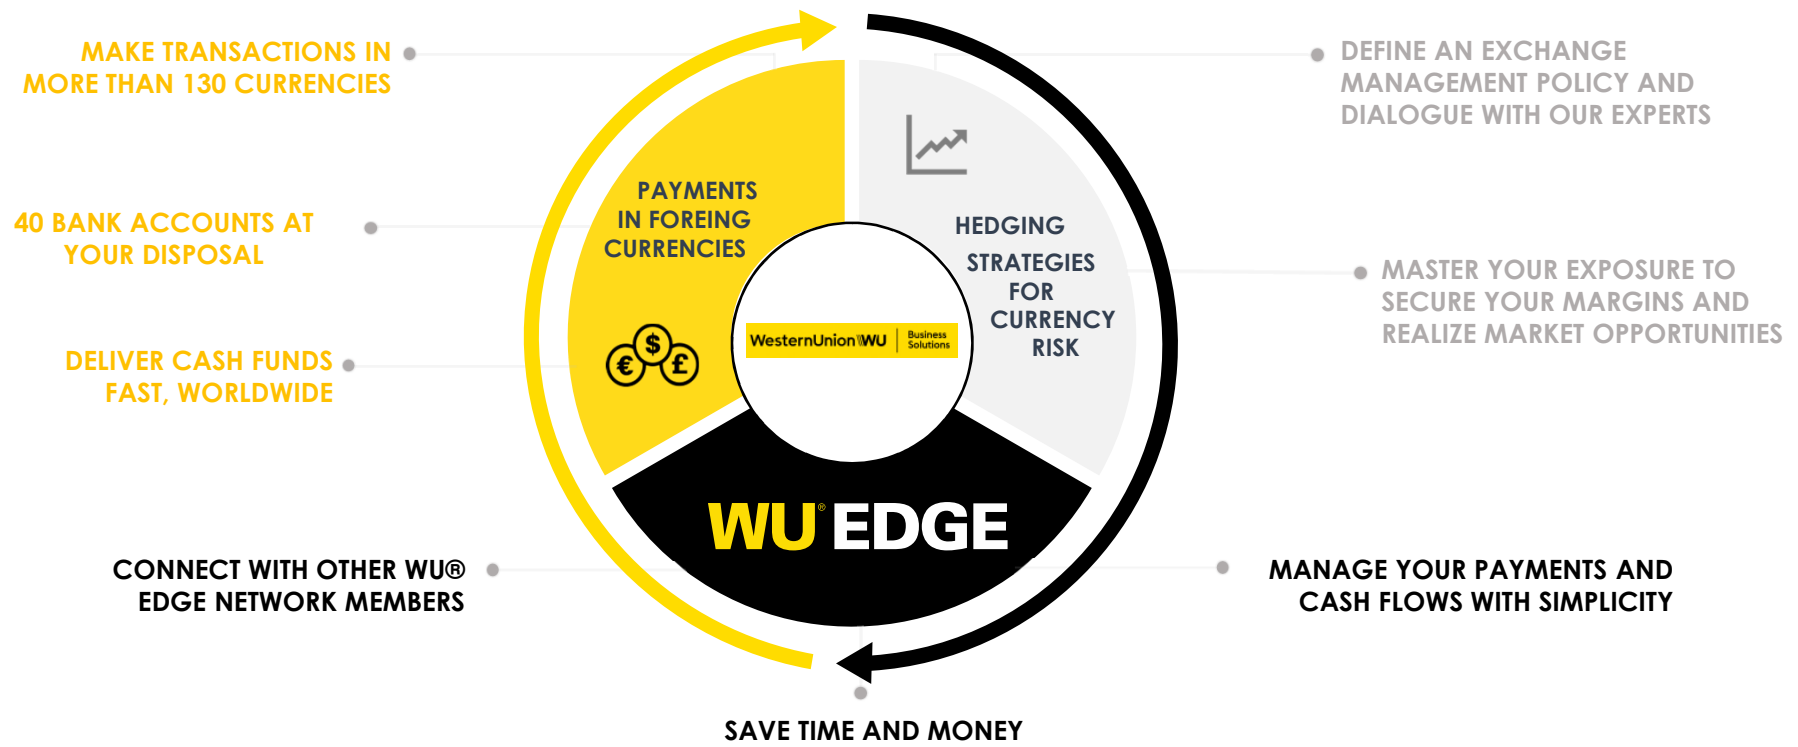 MAKE TRANSACTIONS IN
MORE THAN 130 CURRENCIES
40 BANK ACCOUNTS AT
YOUR DISPOSAL
DELIVER CASH FUNDS
FAST, WORLDWIDE
CONNECT WITH OTHER WU®
EDGE NETWORK MEMBERS
PAYMENTS
IN FOREING
CURRENCIES
€ $ £
HEDGING
STRATEGIES
FOR
CURRENCY
RISK
WesternUnion WU
Business
Solutions
WU® EDGE
SAVE TIME AND MONEY
DEFINE AN EXCHANGE
MANAGEMENT POLICY AND
DIALOGUE WITH OUR EXPERTS
MASTER YOUR EXPOSURE TO
SECURE YOUR MARGINS AND
REALIZE MARKET OPPORTUNITIES
MANAGE YOUR PAYMENTS AND
CASH FLOWS WITH SIMPLICITY